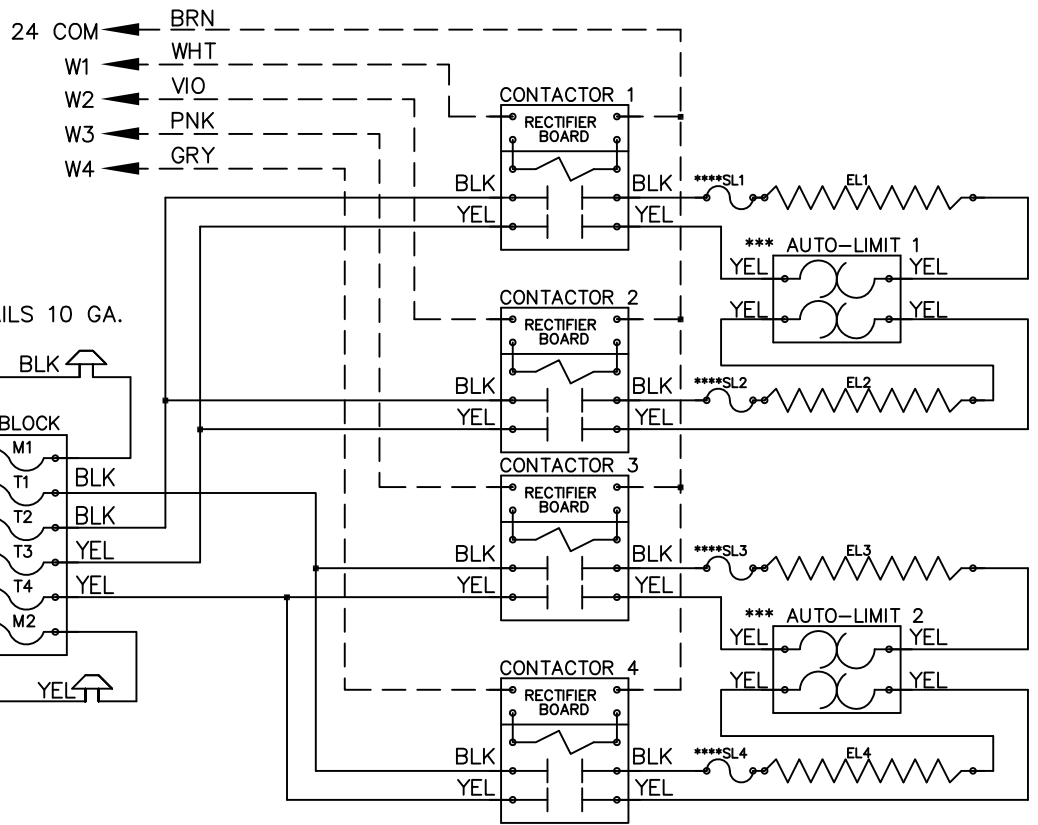 24 COM
BRN
W1
WHT
W2
VIO
W3
PNK
W4
GRY
CONTACTOR 1
RECTIFIER
BOARD
BLK
YEL
BLK
YEL
****SL1
EL1
*** AUTO-LIMIT 1
YEL
YEL
YEL
YEL
CONTACTOR 2
RECTIFIER
BOARD
BLK
YEL
BLK
YEL
****SL2
EL2
ILS 10 GA.
BLK
BLOCK
M1
T1
BLK
T2
BLK
T3
YEL
T4
YEL
M2
YEL
CONTACTOR 3
RECTIFIER
BOARD
BLK
YEL
BLK
YEL
****SL3
EL3
*** AUTO-LIMIT 2
YEL
YEL
YEL
YEL
CONTACTOR 4
RECTIFIER
BOARD
BLK
YEL
BLK
YEL
****SL4
EL4